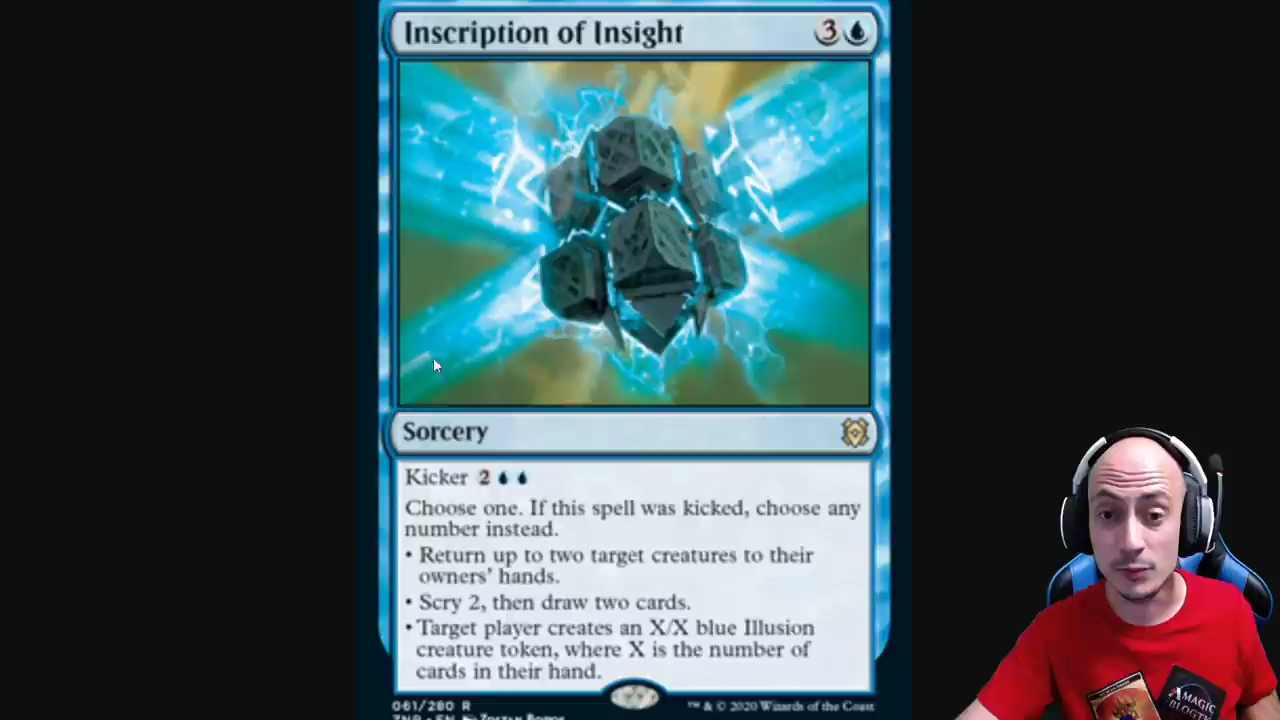 Inscription of Insight 3
Sorcery
Kicker 2
Choose one. If this spell was kicked, choose any
number instead.
• Return up to two target creatures to their
owners' hands.
• Scry 2, then draw two cards.
• Target player creates an X/X blue Illusion
creature token, where X is the number of
cards in their hand.
061/280 R
™ & © 2020 Wizards of the Coast
ZNR • EN
MAGIC